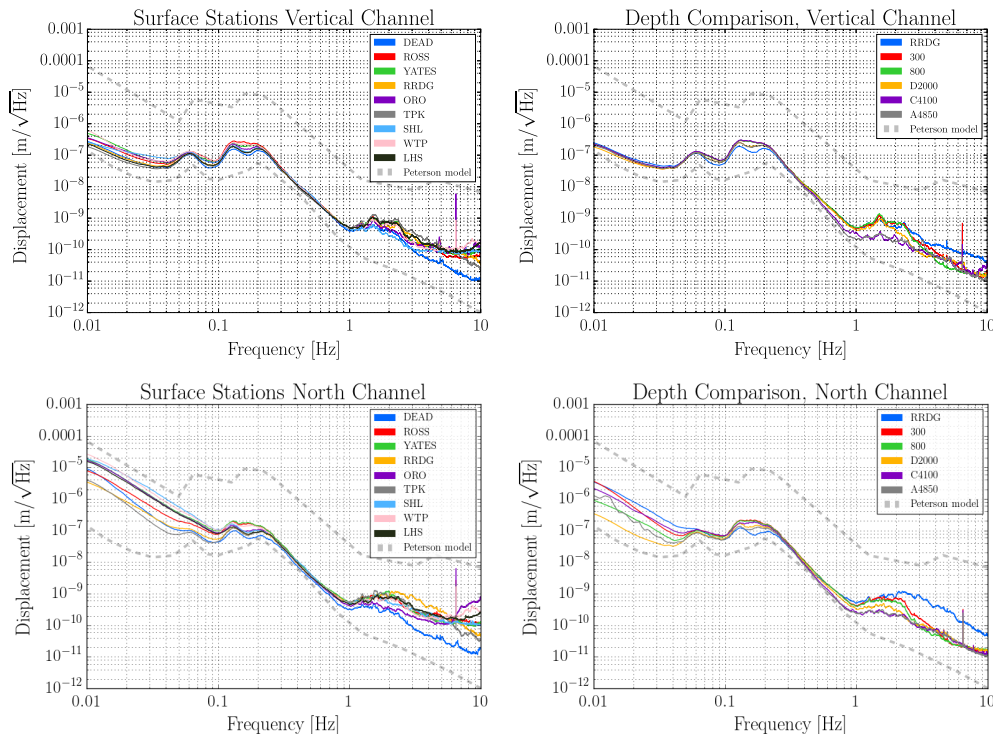 Surface Stations Vertical Channel
0.001
0.0001
10⁻⁵
10⁻⁶
10⁻⁷
10⁻⁸
10⁻⁹
10⁻¹⁰
10⁻¹¹
10⁻¹²
Displacement [m/√Hz]
DEAD
ROSS
YATES
RRDG
ORO
TPK
SHL
WTP
LHS
Peterson model
0.01 0.1 1 10
Frequency [Hz]
Depth Comparison, Vertical Channel
0.001
0.0001
10⁻⁵
10⁻⁶
10⁻⁷
10⁻⁸
10⁻⁹
10⁻¹⁰
10⁻¹¹
10⁻¹²
Displacement [m/√Hz]
RRDG
300
800
D2000
C4100
A4850
Peterson model
0.01 0.1 1 10
Frequency [Hz]
Surface Stations North Channel
0.001
0.0001
10⁻⁵
10⁻⁶
10⁻⁷
10⁻⁸
10⁻⁹
10⁻¹⁰
10⁻¹¹
10⁻¹²
Displacement [m/√Hz]
DEAD
ROSS
YATES
RRDG
ORO
TPK
SHL
WTP
LHS
Peterson model
0.01 0.1 1 10
Frequency [Hz]
Depth Comparison, North Channel
0.001
0.0001
10⁻⁵
10⁻⁶
10⁻⁷
10⁻⁸
10⁻⁹
10⁻¹⁰
10⁻¹¹
10⁻¹²
Displacement [m/√Hz]
RRDG
300
800
D2000
C4100
A4850
Peterson model
0.01 0.1 1 10
Frequency [Hz]